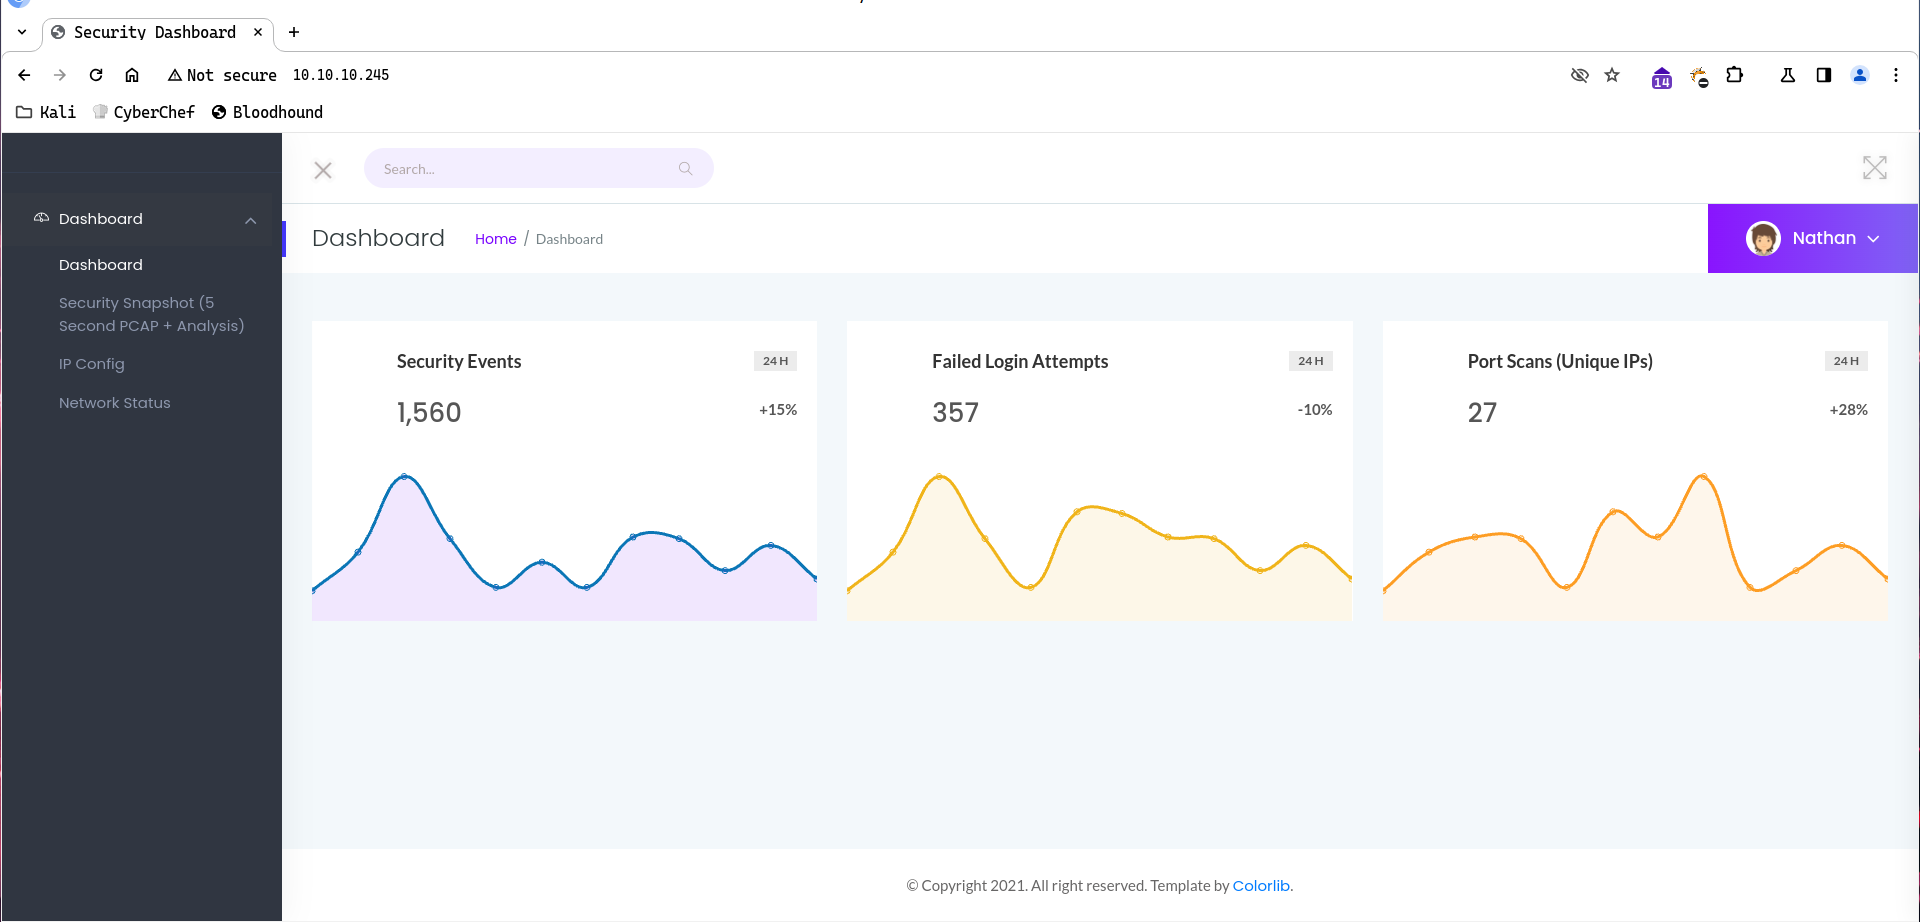 Security Dashboard
Not secure 10.10.10.245
14
Kali CyberChef Bloodhound
Search...
Dashboard
Dashboard
Security Snapshot (5
Second PCAP + Analysis)
IP Config
Network Status
Dashboard Home / Dashboard
Nathan
Security Events 24 H
1,560 +15%
Failed Login Attempts 24 H
357 -10%
Port Scans (Unique IPs) 24 H
27 +28%
© Copyright 2021. All right reserved. Template by Colorlib.